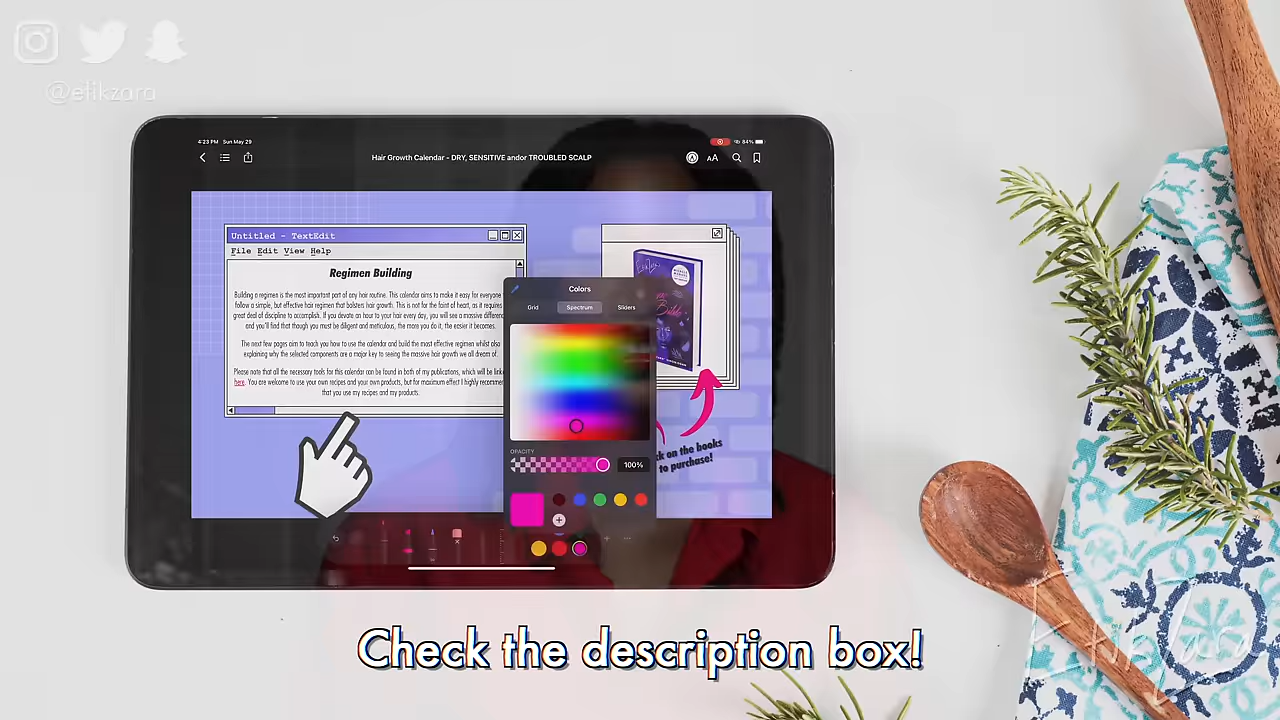 @efikzara
4:23 PM Sun May 29
84%
Hair Growth Calendar - DRY, SENSITIVE andor TROUBLED SCALP
AA
Untitled - TextEdit
File Edit View Help
Regimen Building
Building a regimen is the most important part of any hair routine. This calendar aims to make it easy for everyone
follow a simple, but effective hair regimen that bolsters hair growth. This is not for the faint of heart, as it requires
great deal of discipline to accomplish. If you devote an hour to your hair every day, you will see a massive differen
and you'll find that though you must be diligent and meticulous, the more you do it, the easier it becomes.
The next few pages aim to teach you how to use the calendar and build the most effective regimen whilst also
explaining why the selected components are a major key to seeing the massive hair growth we all dream of.
Please note that all the necessary tools for this calendar can be found in both of my publications, which will be link
here. You are welcome to use your own recipes and your own products, but for maximum effect I highly recommen
that you use my recipes and my products.
Colors
Grid Spectrum Sliders
OPACITY
100%
ck on the books
to purchase!
Check the description box!